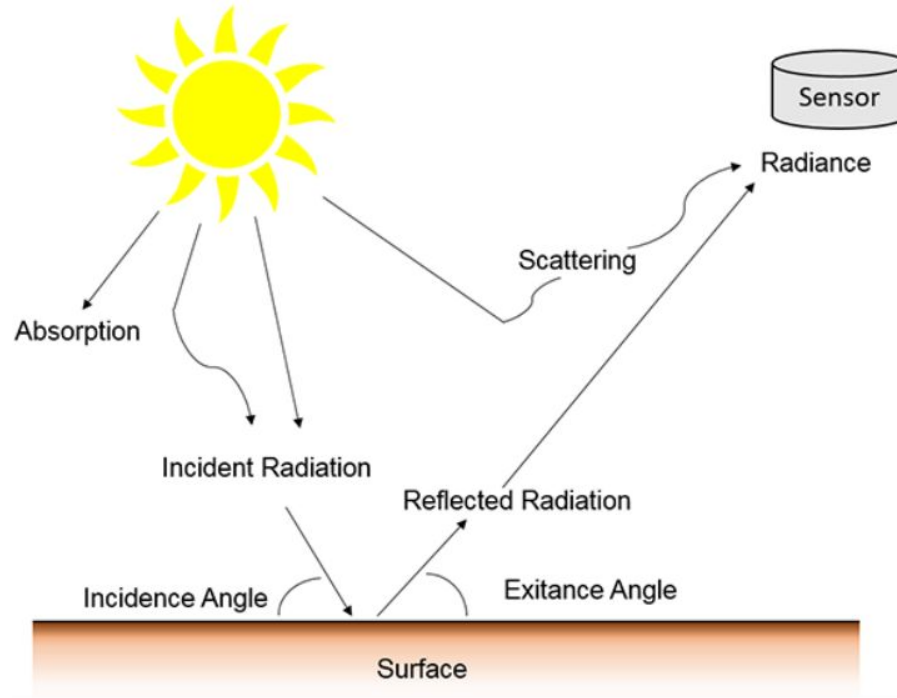 Sensor
Radiance
Scattering
Absorption
Incident Radiation
Reflected Radiation
Incidence Angle
Exitance Angle
Surface